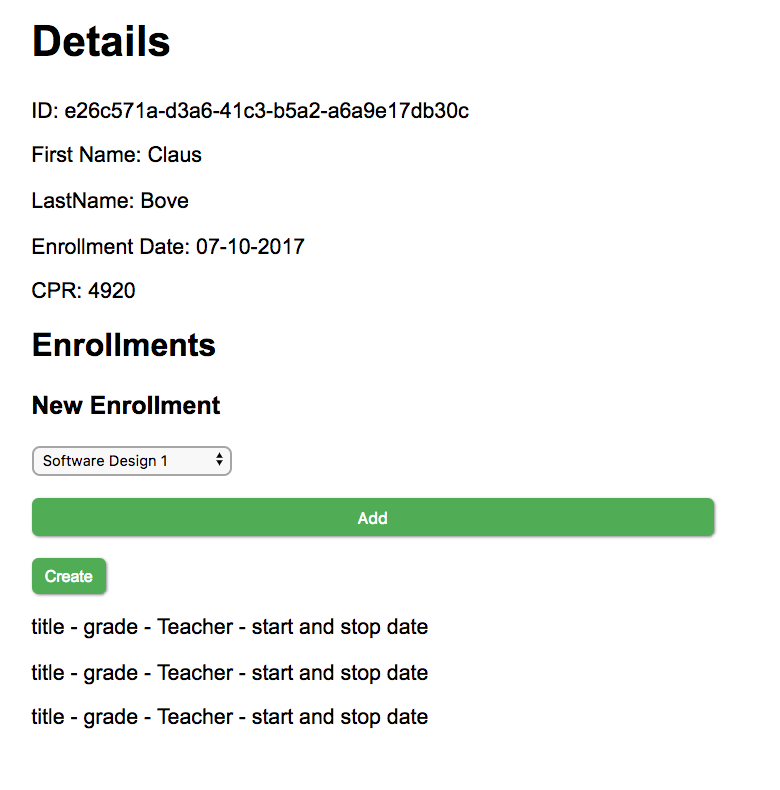 Details
ID: e26c571a-d3a6-41c3-b5a2-a6a9e17db30c
First Name: Claus
LastName: Bove
Enrollment Date: 07-10-2017
CPR: 4920
Enrollments
New Enrollment
Software Design 1
Add
Create
title - grade - Teacher - start and stop date
title - grade - Teacher - start and stop date
title - grade - Teacher - start and stop date